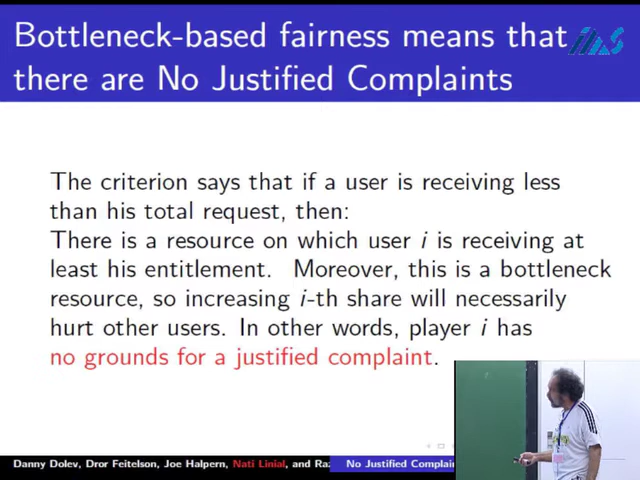 Bottleneck-based fairness means that
there are No Justified Complaints
The criterion says that if a user is receiving less
than his total request, then:
There is a resource on which user i is receiving at
least his entitlement. Moreover, this is a bottleneck
resource, so increasing i-th share will necessarily
hurt other users. In other words, player i has
no grounds for a justified complaint.
Danny Dolev, Dror Feitelson, Joe Halpern, Nati Linial, and Raz
No Justified Complain